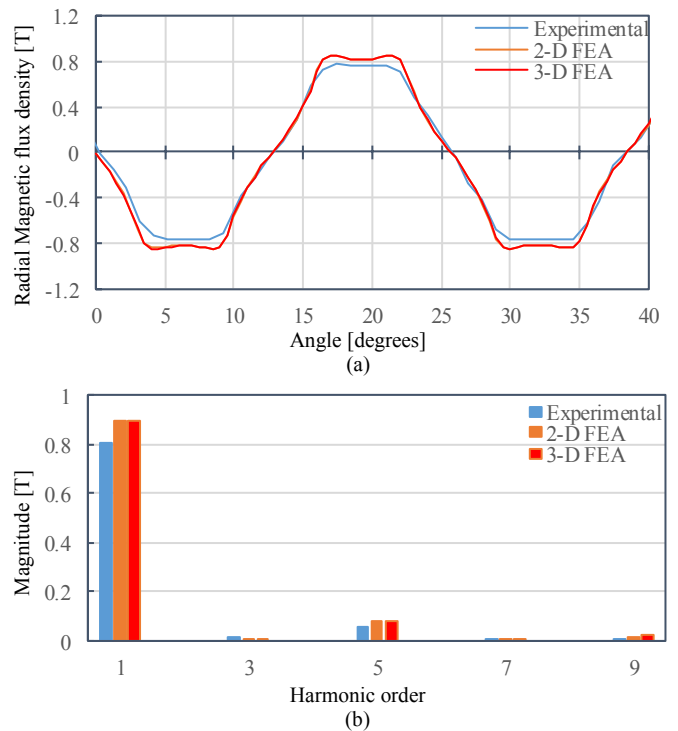 Radial Magnetic flux density [T]
1.2
0.8
0.4
0
-0.4
-0.8
-1.2
Experimental
2-D FEA
3-D FEA
0 5 10 15 20 25 30 35 40
Angle [degrees]
(a)
Magnitude [T]
1
0.8
0.6
0.4
0.2
0
Experimental
2-D FEA
3-D FEA
1 3 5 7 9
Harmonic order
(b)